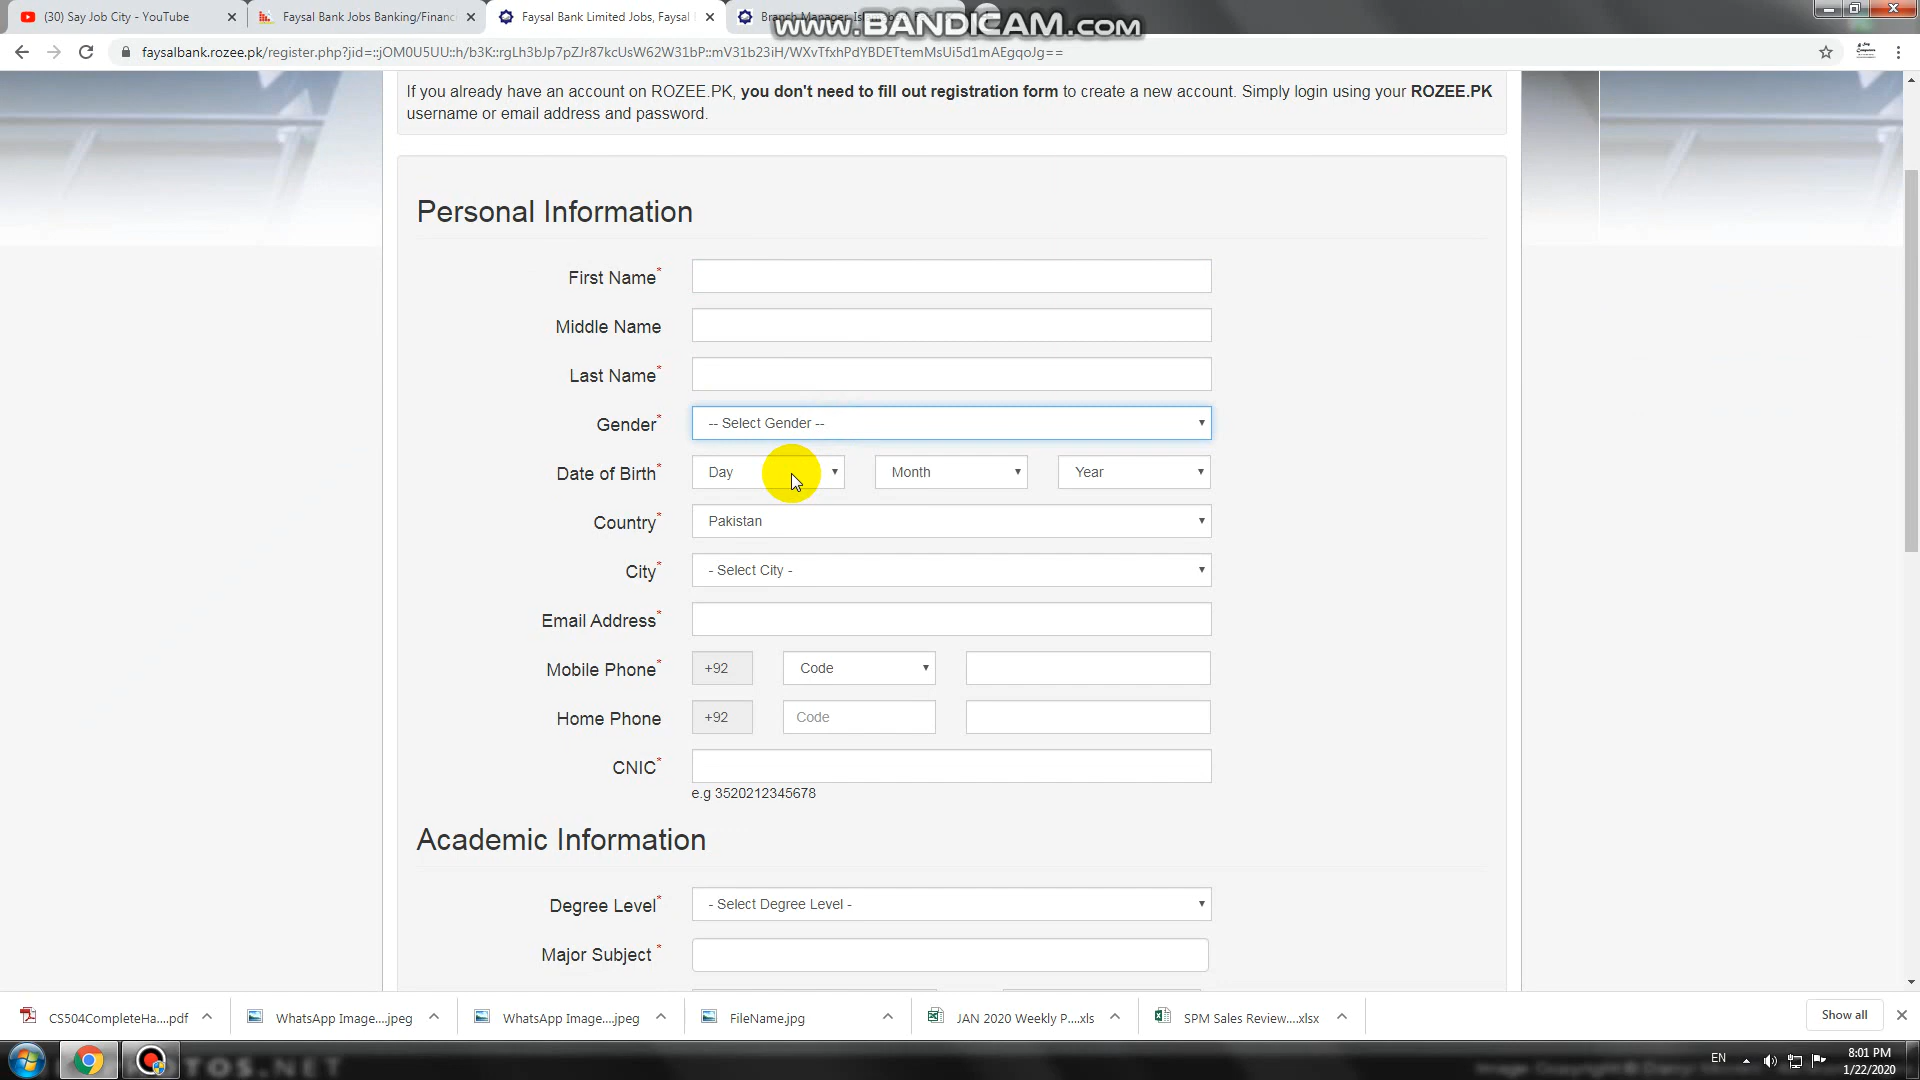 (30) Say Job City - YouTube
Faysal Bank Jobs Banking/Financ
Faysal Bank Limited Jobs, Faysal
Branch Manager
www.BANDICAM.com
faysalbank.rozee.pk/register.php?jid=::jOM0U5UU::h/b3K::rgLh3bJp7pZJr87kcUsW62W31bP::mV31b23iH/WXvTfxhPdYBDETtemMsUi5d1mAEgqoJg==
If you already have an account on ROZEE.PK, you don't need to fill out registration form to create a new account. Simply login using your ROZEE.PK
username or email address and password.
Personal Information
First Name*
Middle Name
Last Name*
Gender* -- Select Gender --
Date of Birth* Day Month Year
Country* Pakistan
City* - Select City -
Email Address*
Mobile Phone* +92 Code
Home Phone +92 Code
CNIC*
e.g 3520212345678
Academic Information
Degree Level* - Select Degree Level -
Major Subject *
CS504CompleteHa....pdf
WhatsApp Image....jpeg
WhatsApp Image....jpeg
FileName.jpg
JAN 2020 Weekly P....xls
SPM Sales Review....xlsx
Show all
EN
8:01 PM
1/22/2020